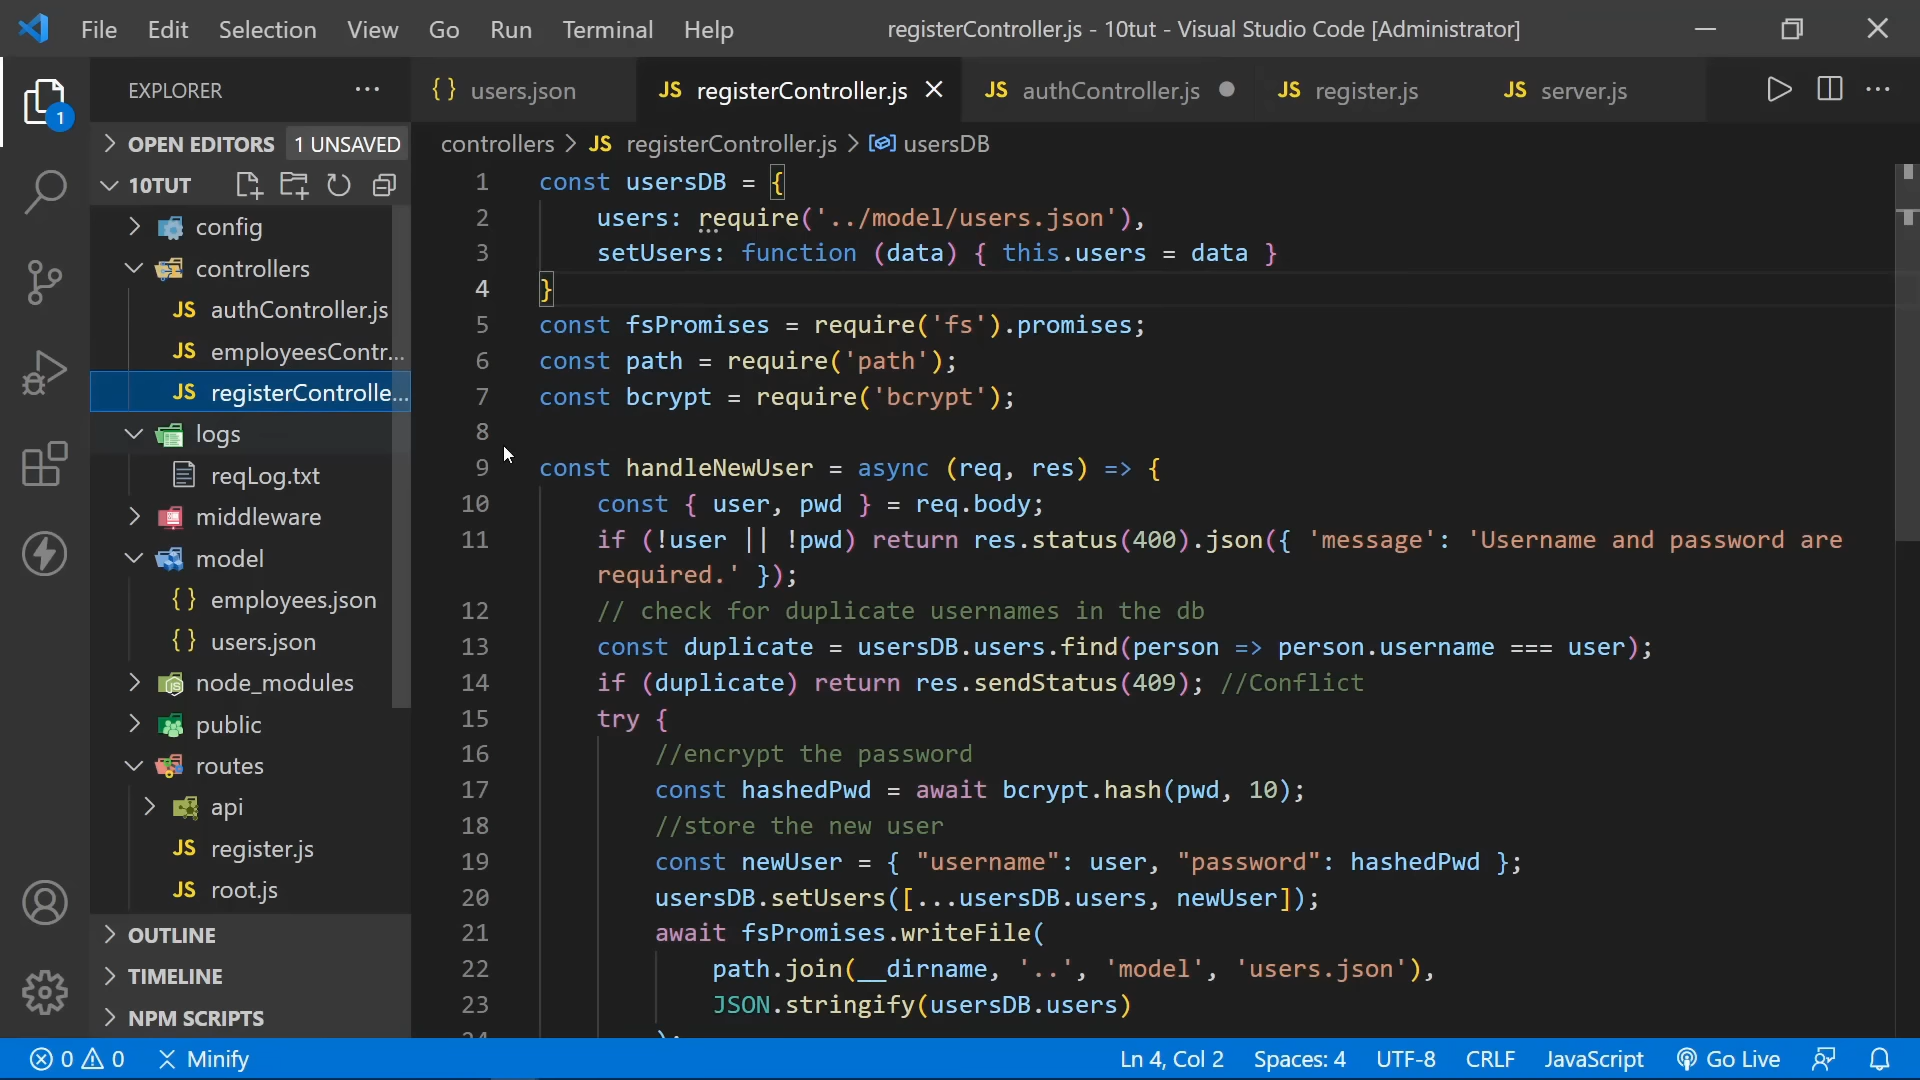 File Edit Selection View Go Run Terminal Help registerController.js - 10tut - Visual Studio Code [Administrator]
EXPLORER
{ } users.json JS registerController.js JS authController.js JS register.js JS server.js
OPEN EDITORS 1 UNSAVED
controllers > JS registerController.js > usersDB
10TUT
config
controllers
JS authController.js
JS employeesContr...
JS registerControlle...
logs
reqLog.txt
middleware
model
{ } employees.json
{ } users.json
node_modules
public
routes
api
JS register.js
JS root.js
OUTLINE
TIMELINE
NPM SCRIPTS
1
1 const usersDB = {
2     users: require('../model/users.json'),
3     setUsers: function (data) { this.users = data }
4 }
5 const fsPromises = require('fs').promises;
6 const path = require('path');
7 const bcrypt = require('bcrypt');
8
9 const handleNewUser = async (req, res) => {
10     const { user, pwd } = req.body;
11     if (!user || !pwd) return res.status(400).json({ 'message': 'Username and password are
    required.' });
12     // check for duplicate usernames in the db
13     const duplicate = usersDB.users.find(person => person.username === user);
14     if (duplicate) return res.sendStatus(409); //Conflict
15     try {
16         //encrypt the password
17         const hashedPwd = await bcrypt.hash(pwd, 10);
18         //store the new user
19         const newUser = { "username": user, "password": hashedPwd };
20         usersDB.setUsers([...usersDB.users, newUser]);
21         await fsPromises.writeFile(
22             path.join(__dirname, '..', 'model', 'users.json'),
23             JSON.stringify(usersDB.users)
24         );
0 0 Minify Ln 4, Col 2 Spaces: 4 UTF-8 CRLF JavaScript Go Live